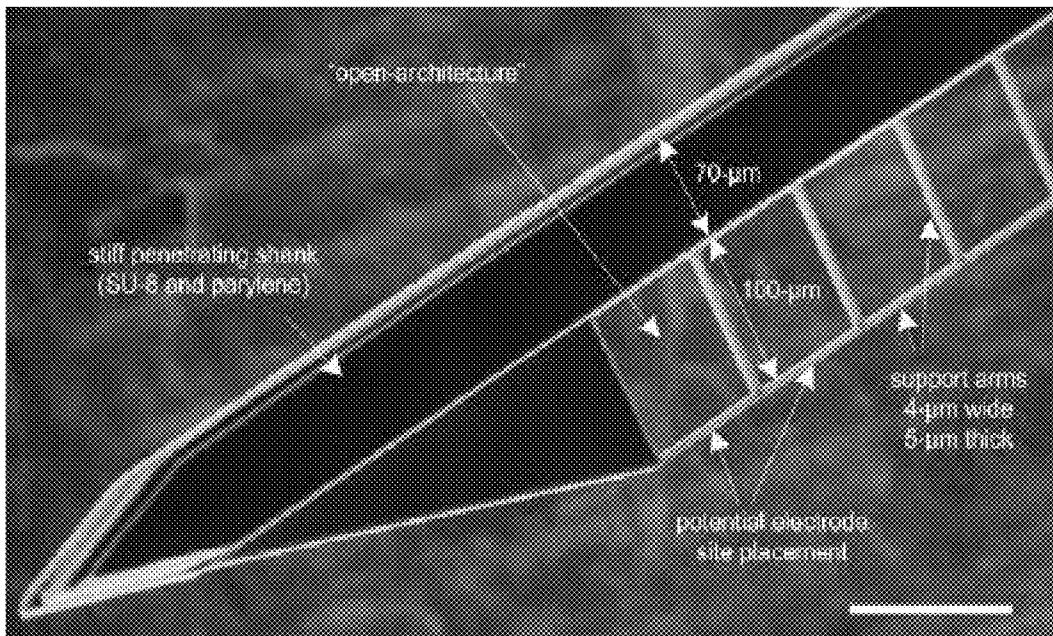 "open-architecture"
70-μm
stiff penetrating shank
(SU-8 and parylene)
100-μm
support arms
4-μm wide
5-μm thick
potential electrode
site placement